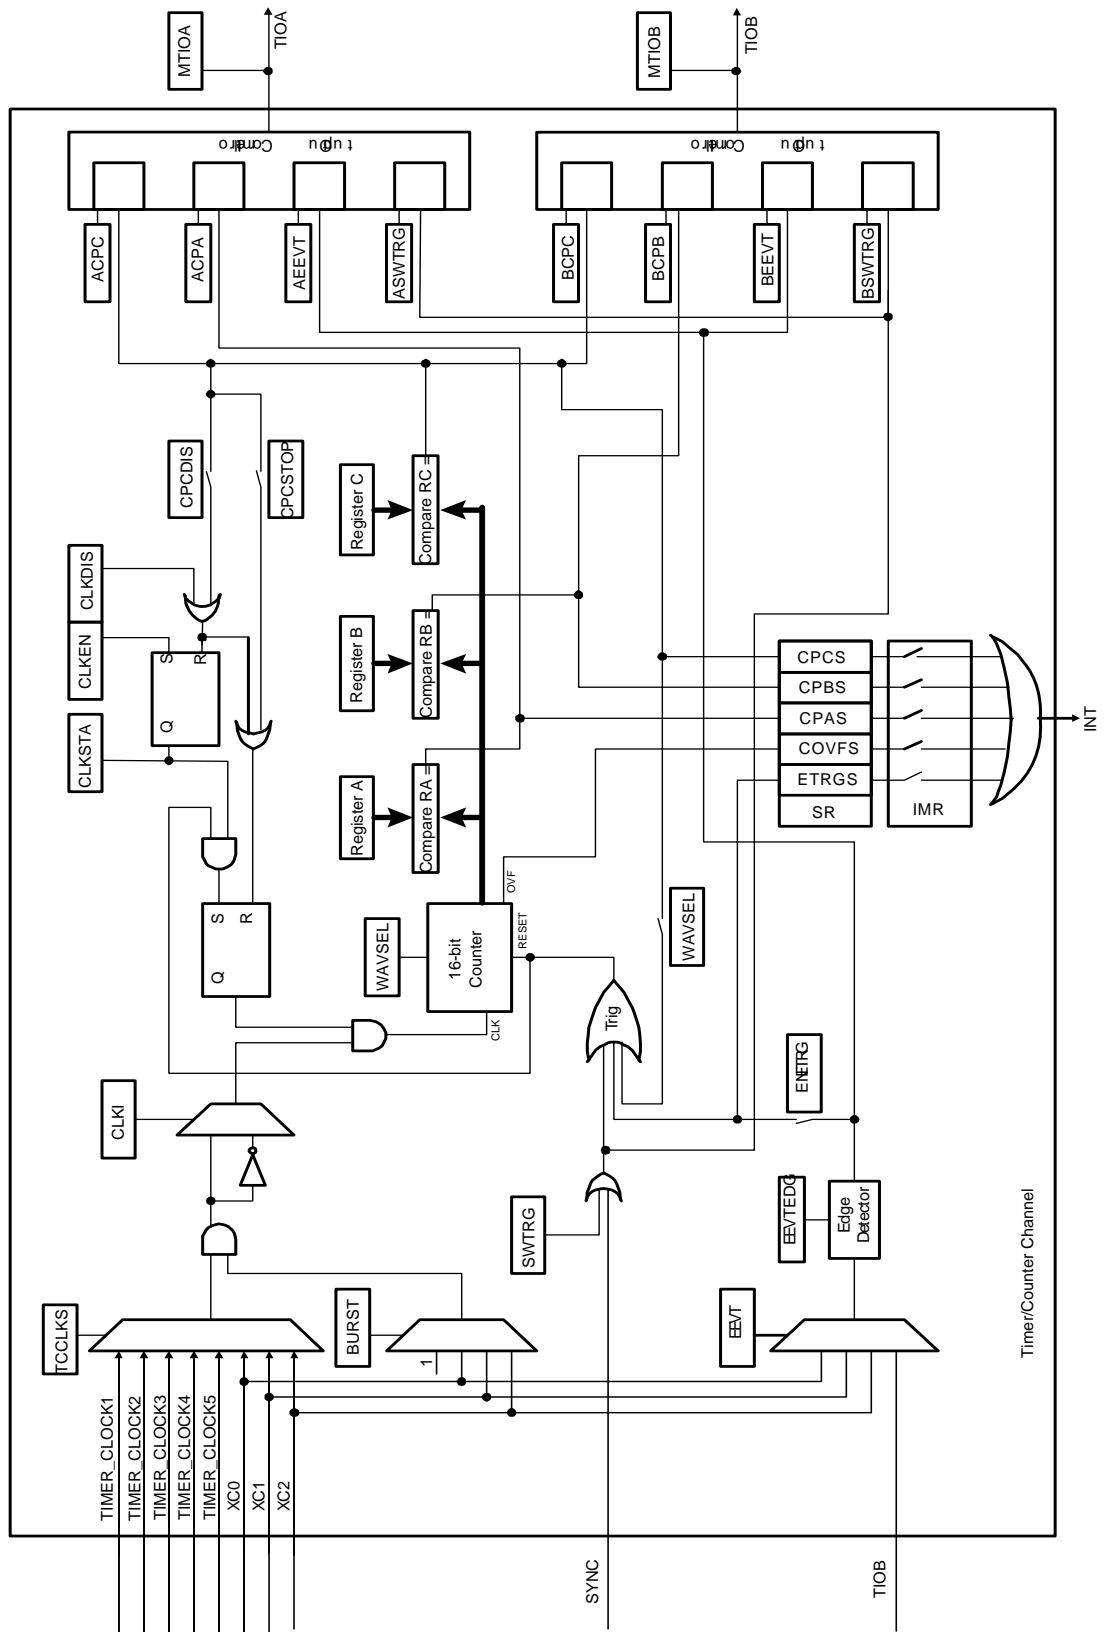 TIMER_CLOCK1
TIMER_CLOCK2
TIMER_CLOCK3
TIMER_CLOCK4
TIMER_CLOCK5
XC0
XC1
XC2
TCCLKS
BURST
1
CLKI
CLKSTA
CLKEN
CLKDIS
CPCDIS
CPCSTOP
Q
S
R
Q
S
R
WAVSEL
16-bit
Counter
CLK
RESET
OVF
Register A
Compare RA =
Register B
Compare RB =
Register C
Compare RC =
ACPC
ACPA
AEEVT
ASWTRG
MTIOA
TIOA
BCPC
BCPB
BEEVT
BSWTRG
MTIOB
TIOB
SYNC
SWTRG
Trig
WAVSEL
TIOB
EEVT
EEVTEDG
Edge
Detector
ENETRG
CPCS
CPBS
CPAS
COVFS
ETRGS
SR
IMR
INT
Timer/Counter Channel